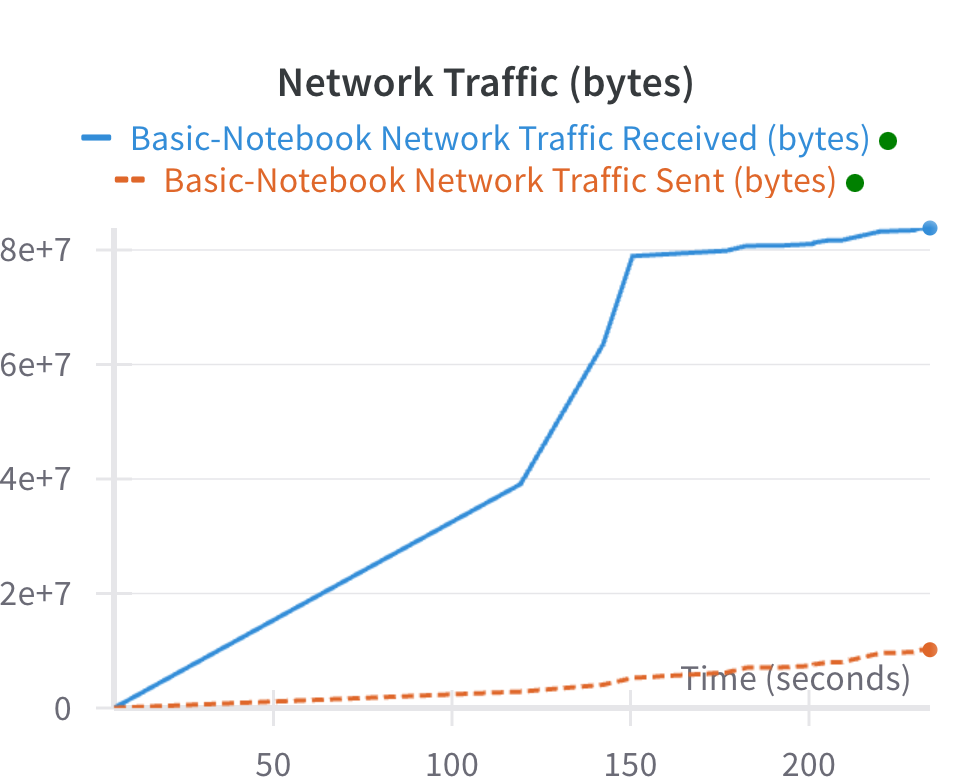 Network Traffic (bytes)
Basic-Notebook Network Traffic Received (bytes)
Basic-Notebook Network Traffic Sent (bytes)
8e+7
6e+7
4e+7
2e+7
Time (seconds)
0
50 100 150 200